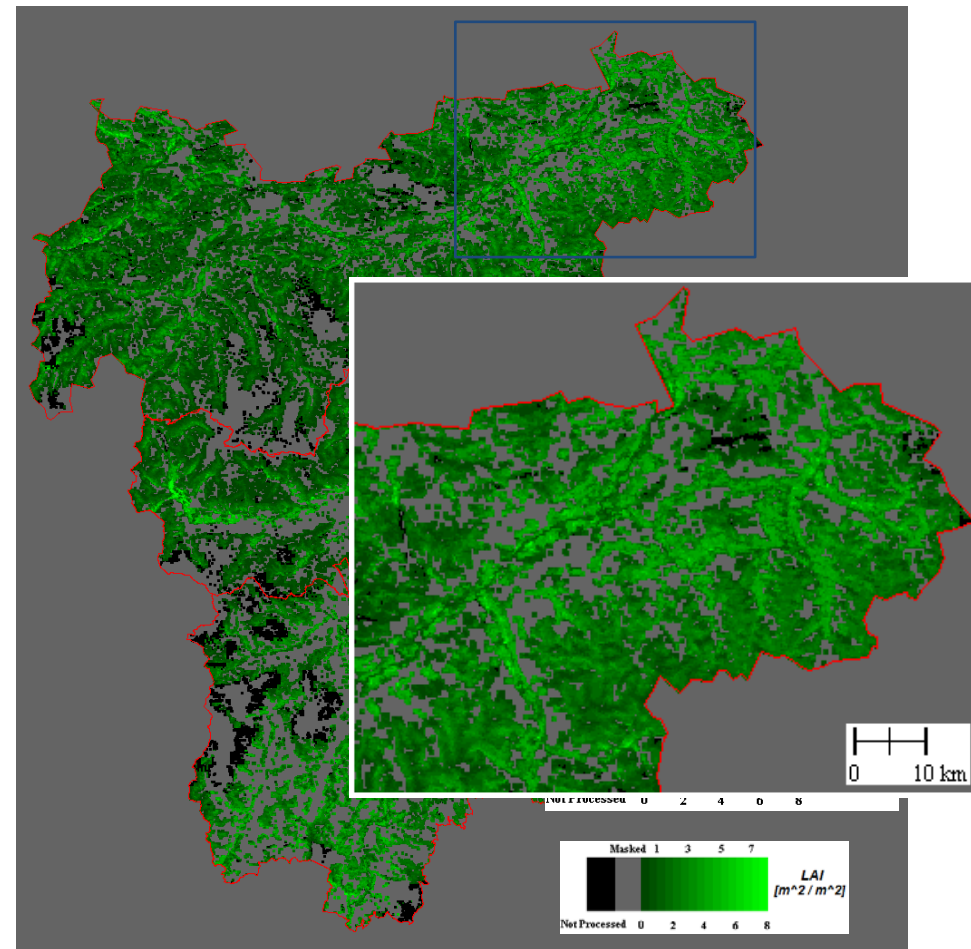 0 10 km
Not Processed 0 2 4 6 8
Masked 1 3 5 7
LAI
[m^2 / m^2]
Not Processed 0 2 4 6 8